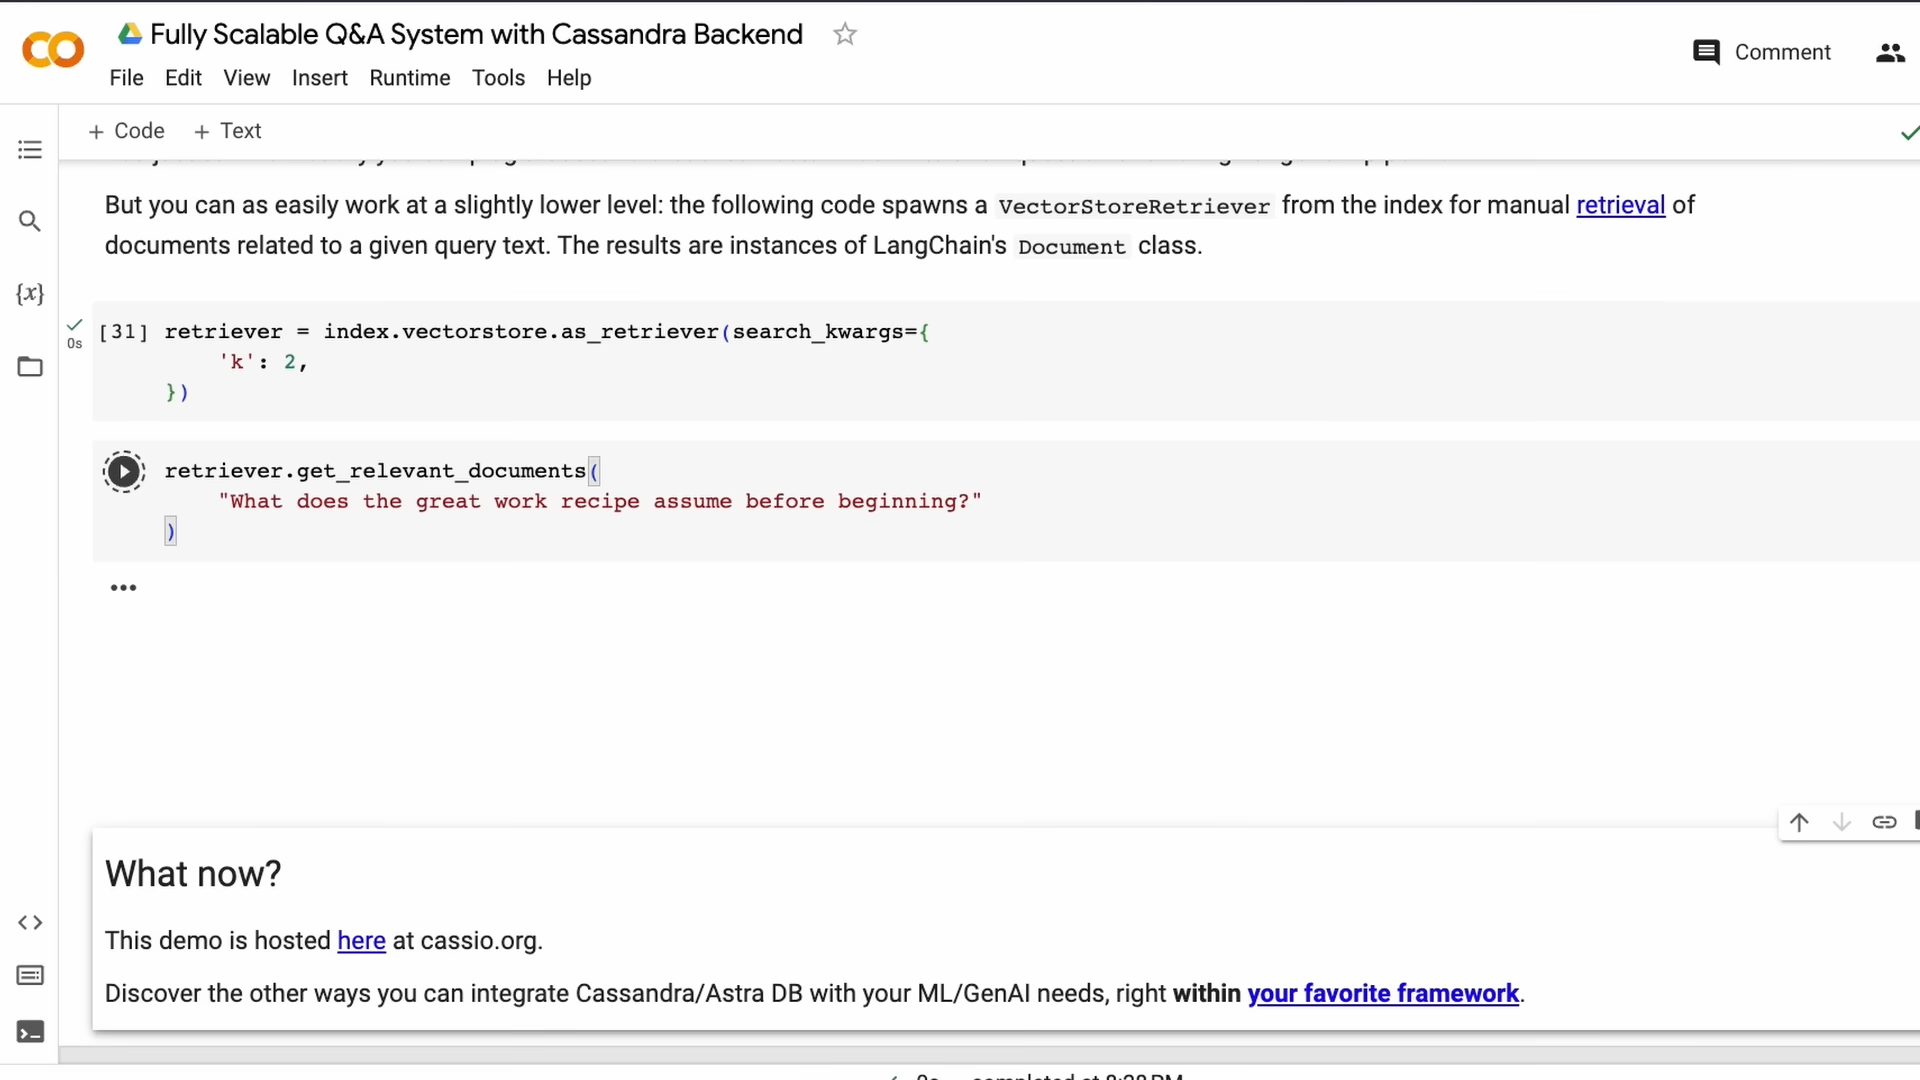 Fully Scalable Q&A System with Cassandra Backend
Comment
File Edit View Insert Runtime Tools Help
+ Code + Text
But you can as easily work at a slightly lower level: the following code spawns a VectorStoreRetriever from the index for manual retrieval of
documents related to a given query text. The results are instances of LangChain's Document class.
[31] retriever = index.vectorstore.as_retriever(search_kwargs={
0s
'k': 2,
})
retriever.get_relevant_documents(
"What does the great work recipe assume before beginning?"
)
What now?
This demo is hosted here at cassio.org.
Discover the other ways you can integrate Cassandra/Astra DB with your ML/GenAI needs, right within your favorite framework.
completed at 8:28 PM